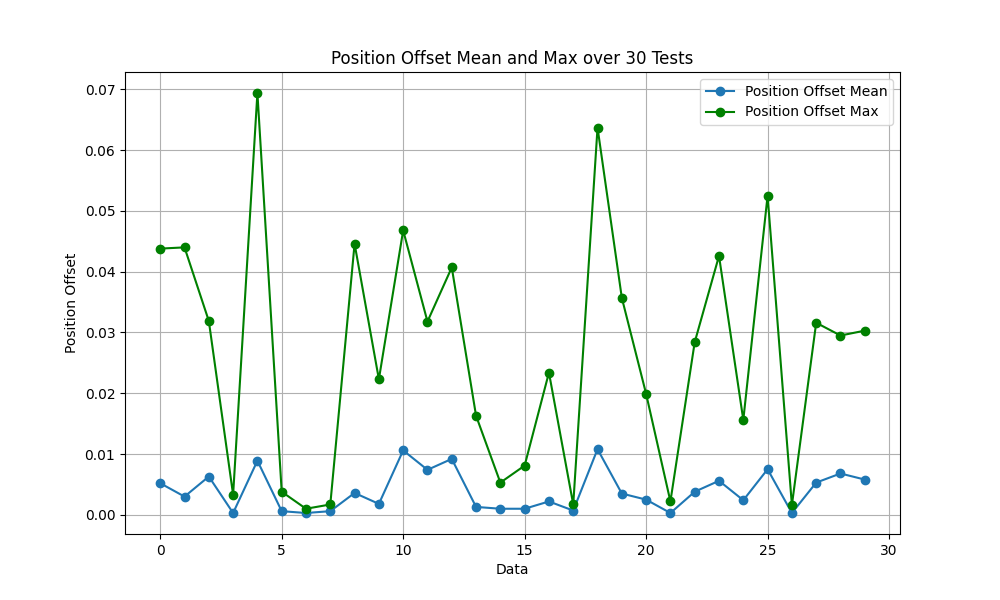 Position Offset Mean and Max over 30 Tests
Position Offset Mean
Position Offset Max
Position Offset
0.07
0.06
0.05
0.04
0.03
0.02
0.01
0.00
0 5 10 15 20 25 30
Data